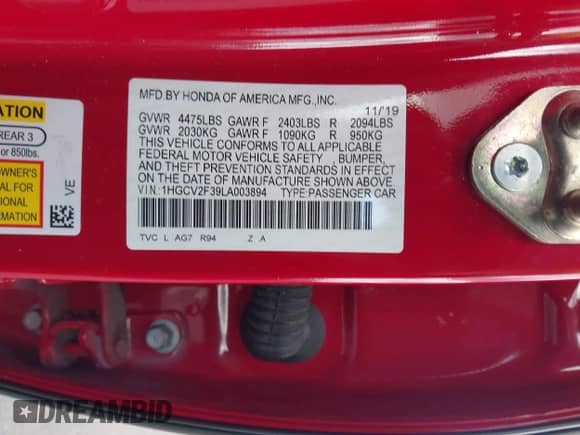 MFD.BY HONDA OF AMERICA MFG.,INC.
11/'19
GVWR 4475LBS GAWR F 2403LBS R 2094LBS
GVWR 2030KG GAWR F 1090KG R 950KG
THIS VEHICLE CONFORMS TO ALL APPLICABLE
FEDERAL MOTOR VEHICLE SAFETY , BUMPER,
AND THEFT PREVENTION STANDARDS IN EFFECT
ON THE DATE OF MANUFACTURE SHOWN ABOVE.
VIN:1HGCV2F39LA003894 TYPE:PASSENGER CAR
TVC L AG7 R94 Z .A
ATION
REAR 3
or 850lbs.
OWNER'S
AL FOR
TIONAL
MATION
VE
DREAMBID